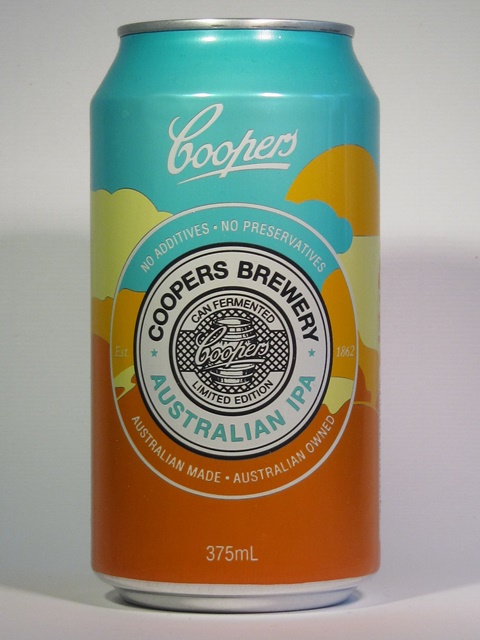 Coopers
NO ADDITIVES • NO PRESERVATIVES
COOPERS BREWERY
CAN FERMENTED
Est
Coopers
1862
LIMITED EDITION
AUSTRALIAN IPA
AUSTRALIAN MADE • AUSTRALIAN OWNED
375mL